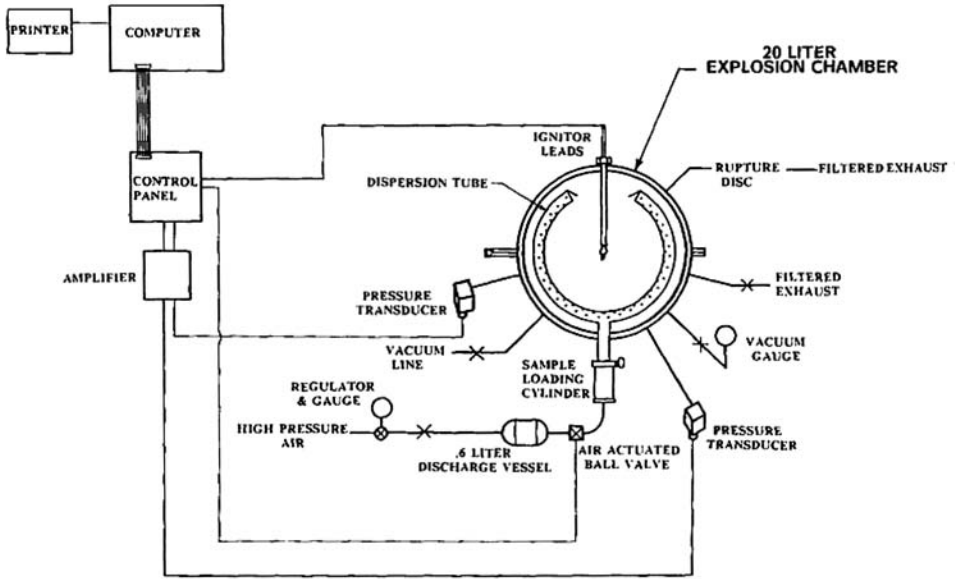 PRINTER
COMPUTER
20 LITER
EXPLOSION CHAMBER
IGNITOR
LEADS
CONTROL
PANEL
DISPERSION TUBE
RUPTURE
DISC
FILTERED EXHAUST
AMPLIFIER
PRESSURE
TRANSDUCER
FILTERED
EXHAUST
VACUUM
LINE
VACUUM
GAUGE
SAMPLE
LOADING
CYLINDER
REGULATOR
& GAUGE
HIGH PRESSURE
AIR
.6 LITER
DISCHARGE VESSEL
AIR ACTUATED
BALL VALVE
PRESSURE
TRANSDUCER